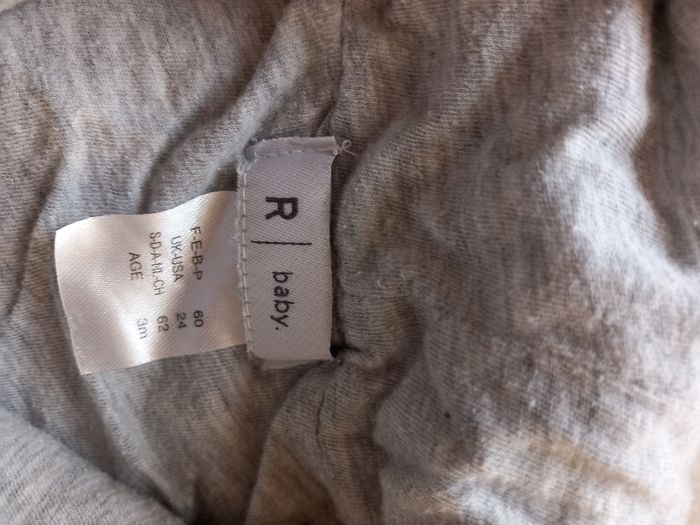 R | baby.
F-E-B-P 60
UK-USA 24
S-D-A-NL-CH 62
AGE 3m